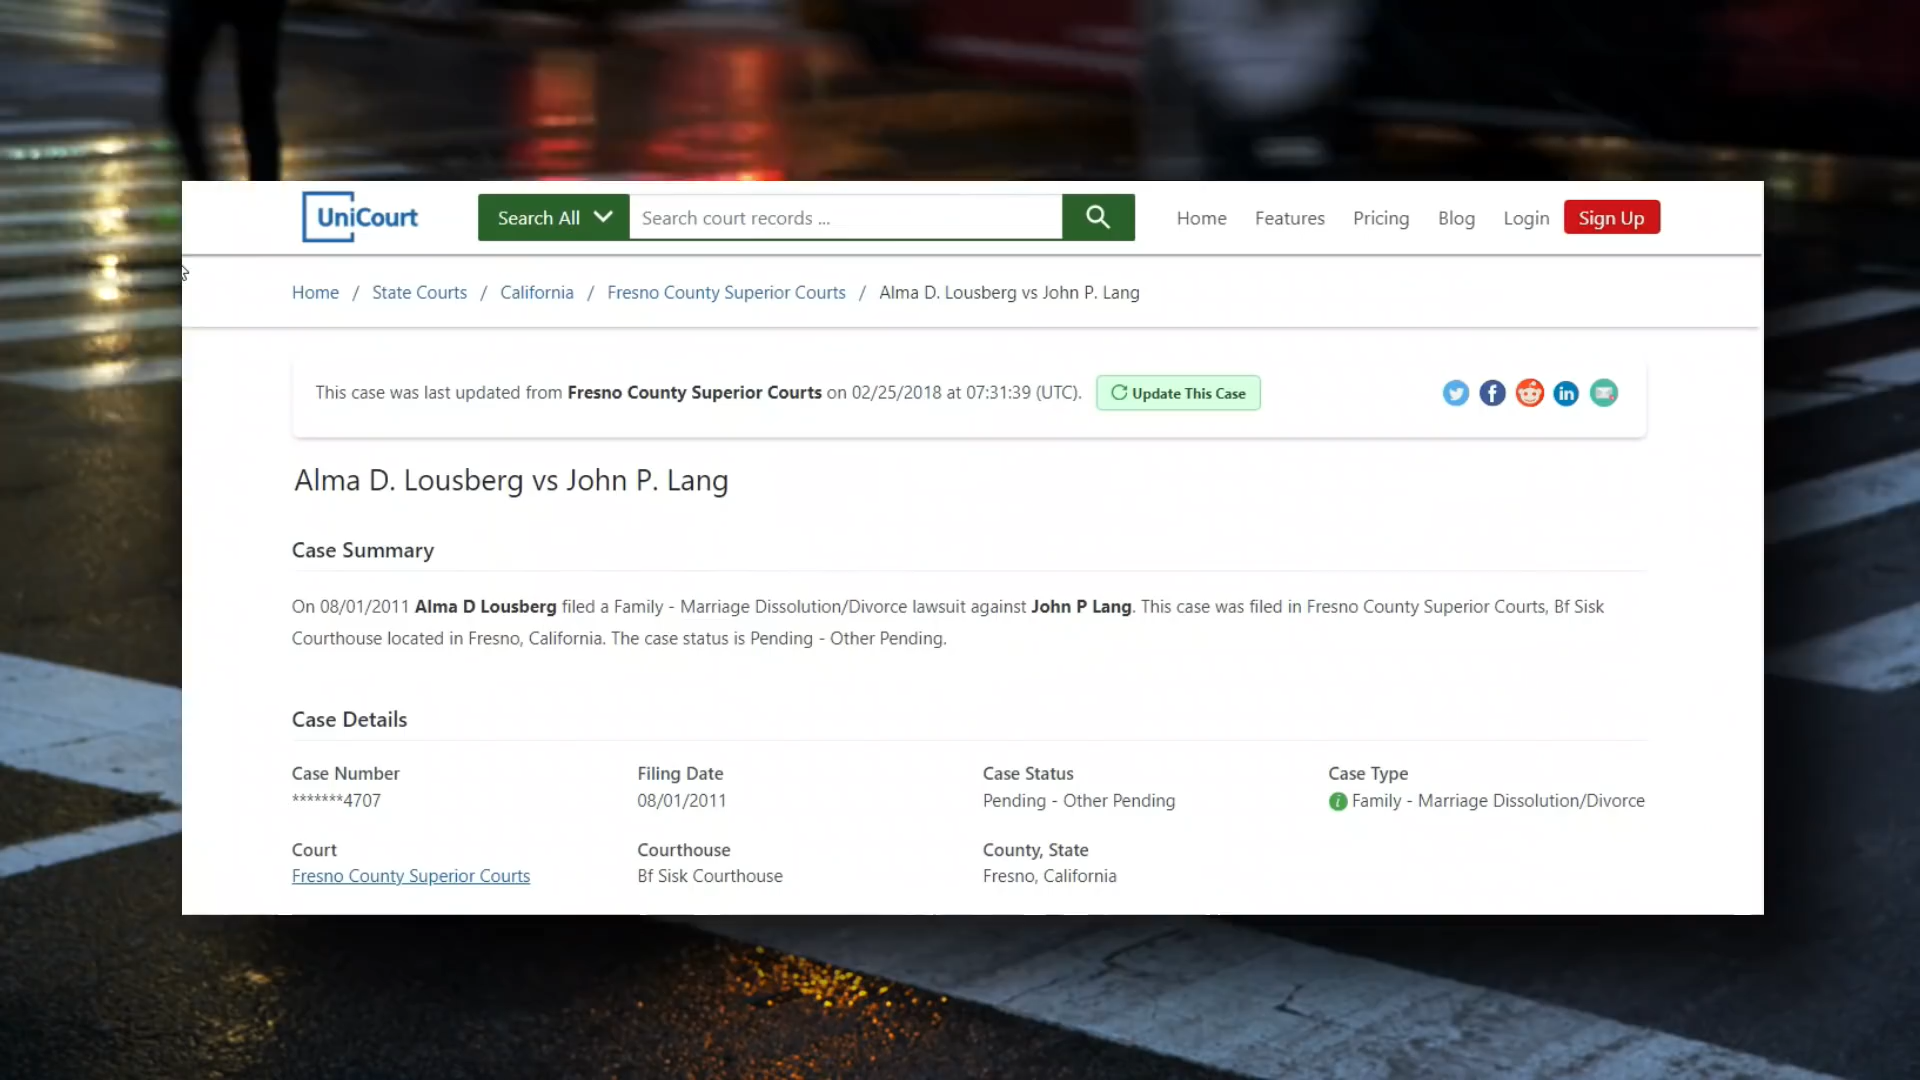 UniCourt
Search All
Search court records ...
Home Features Pricing Blog Login Sign Up
Home / State Courts / California / Fresno County Superior Courts / Alma D. Lousberg vs John P. Lang
This case was last updated from Fresno County Superior Courts on 02/25/2018 at 07:31:39 (UTC). Update This Case
Alma D. Lousberg vs John P. Lang
Case Summary
On 08/01/2011 Alma D Lousberg filed a Family - Marriage Dissolution/Divorce lawsuit against John P Lang. This case was filed in Fresno County Superior Courts, Bf Sisk
Courthouse located in Fresno, California. The case status is Pending - Other Pending.
Case Details
Case Number Filing Date Case Status Case Type
*******4707 08/01/2011 Pending - Other Pending Family - Marriage Dissolution/Divorce
Court Courthouse County, State
Fresno County Superior Courts Bf Sisk Courthouse Fresno, California